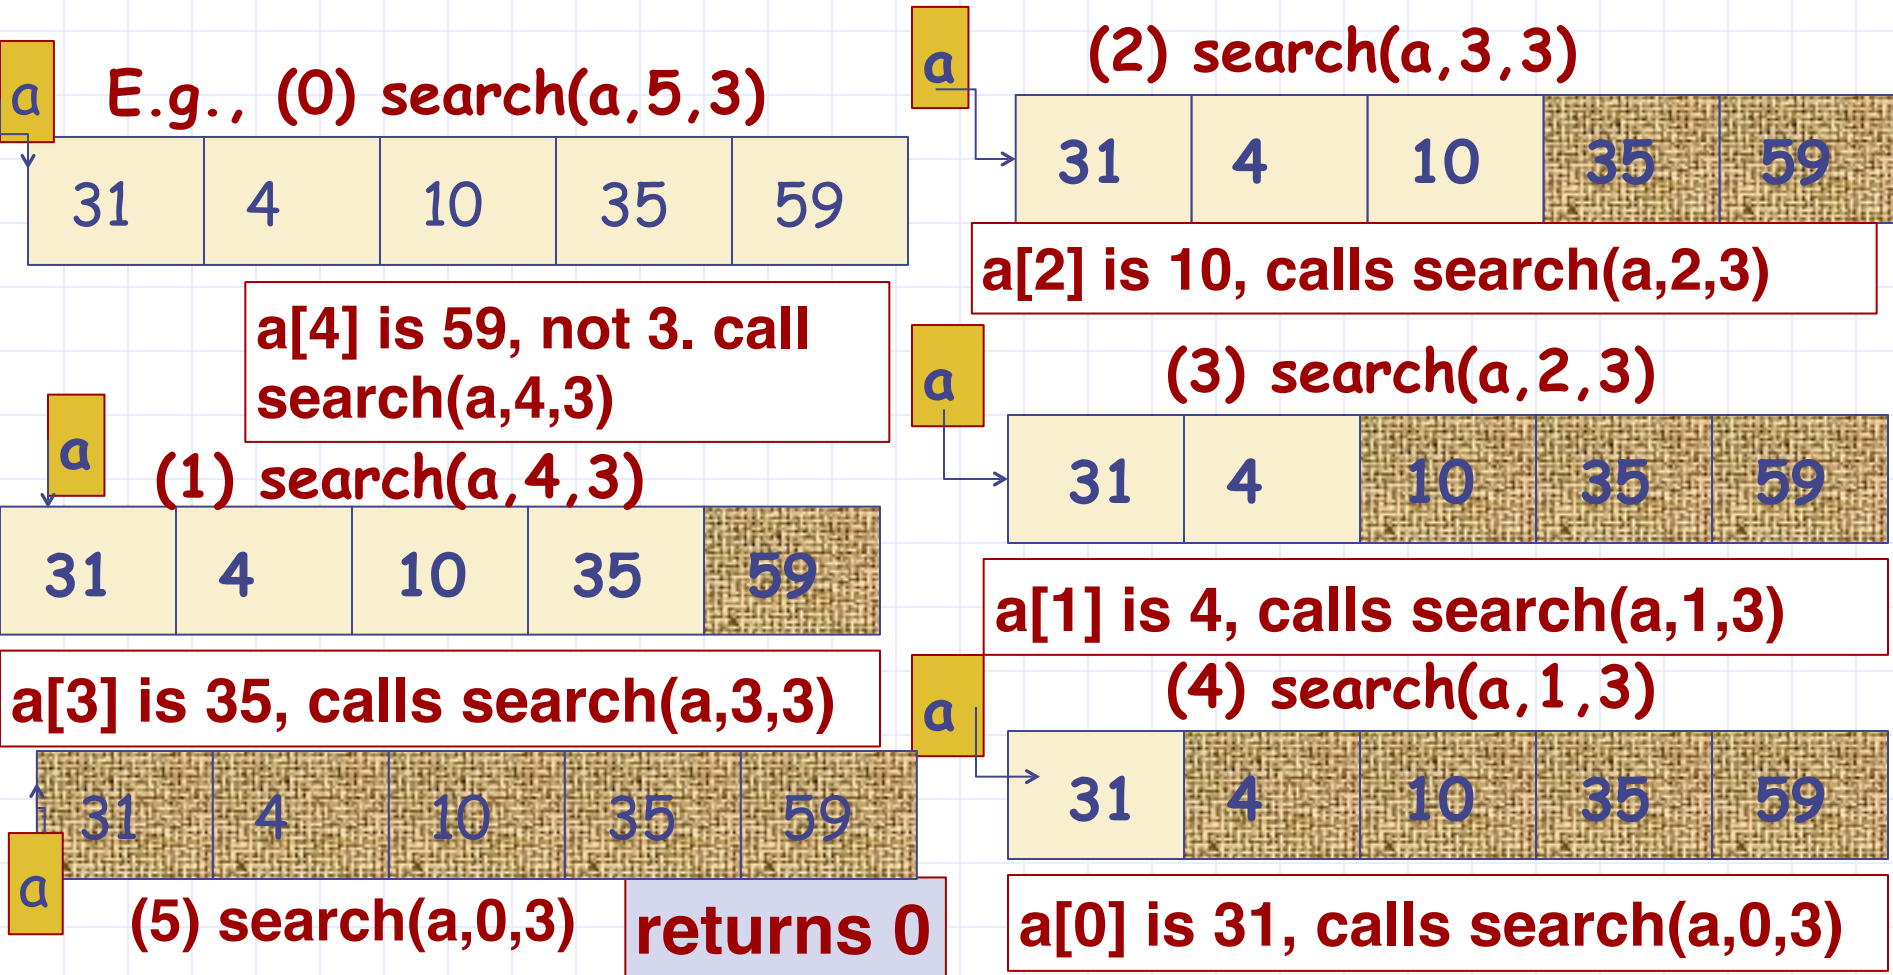 a
E.g., (0) search(a,5,3)
31 4 10 35 59
a[4] is 59, not 3. call
search(a,4,3)
a
(1) search(a,4,3)
31 4 10 35 59
a[3] is 35, calls search(a,3,3)
31 4 10 35 59
a
(5) search(a,0,3)
returns 0
a
(2) search(a,3,3)
31 4 10 35 59
a[2] is 10, calls search(a,2,3)
a
(3) search(a,2,3)
31 4 10 35 59
a[1] is 4, calls search(a,1,3)
a
(4) search(a,1,3)
31 4 10 35 59
a[0] is 31, calls search(a,0,3)